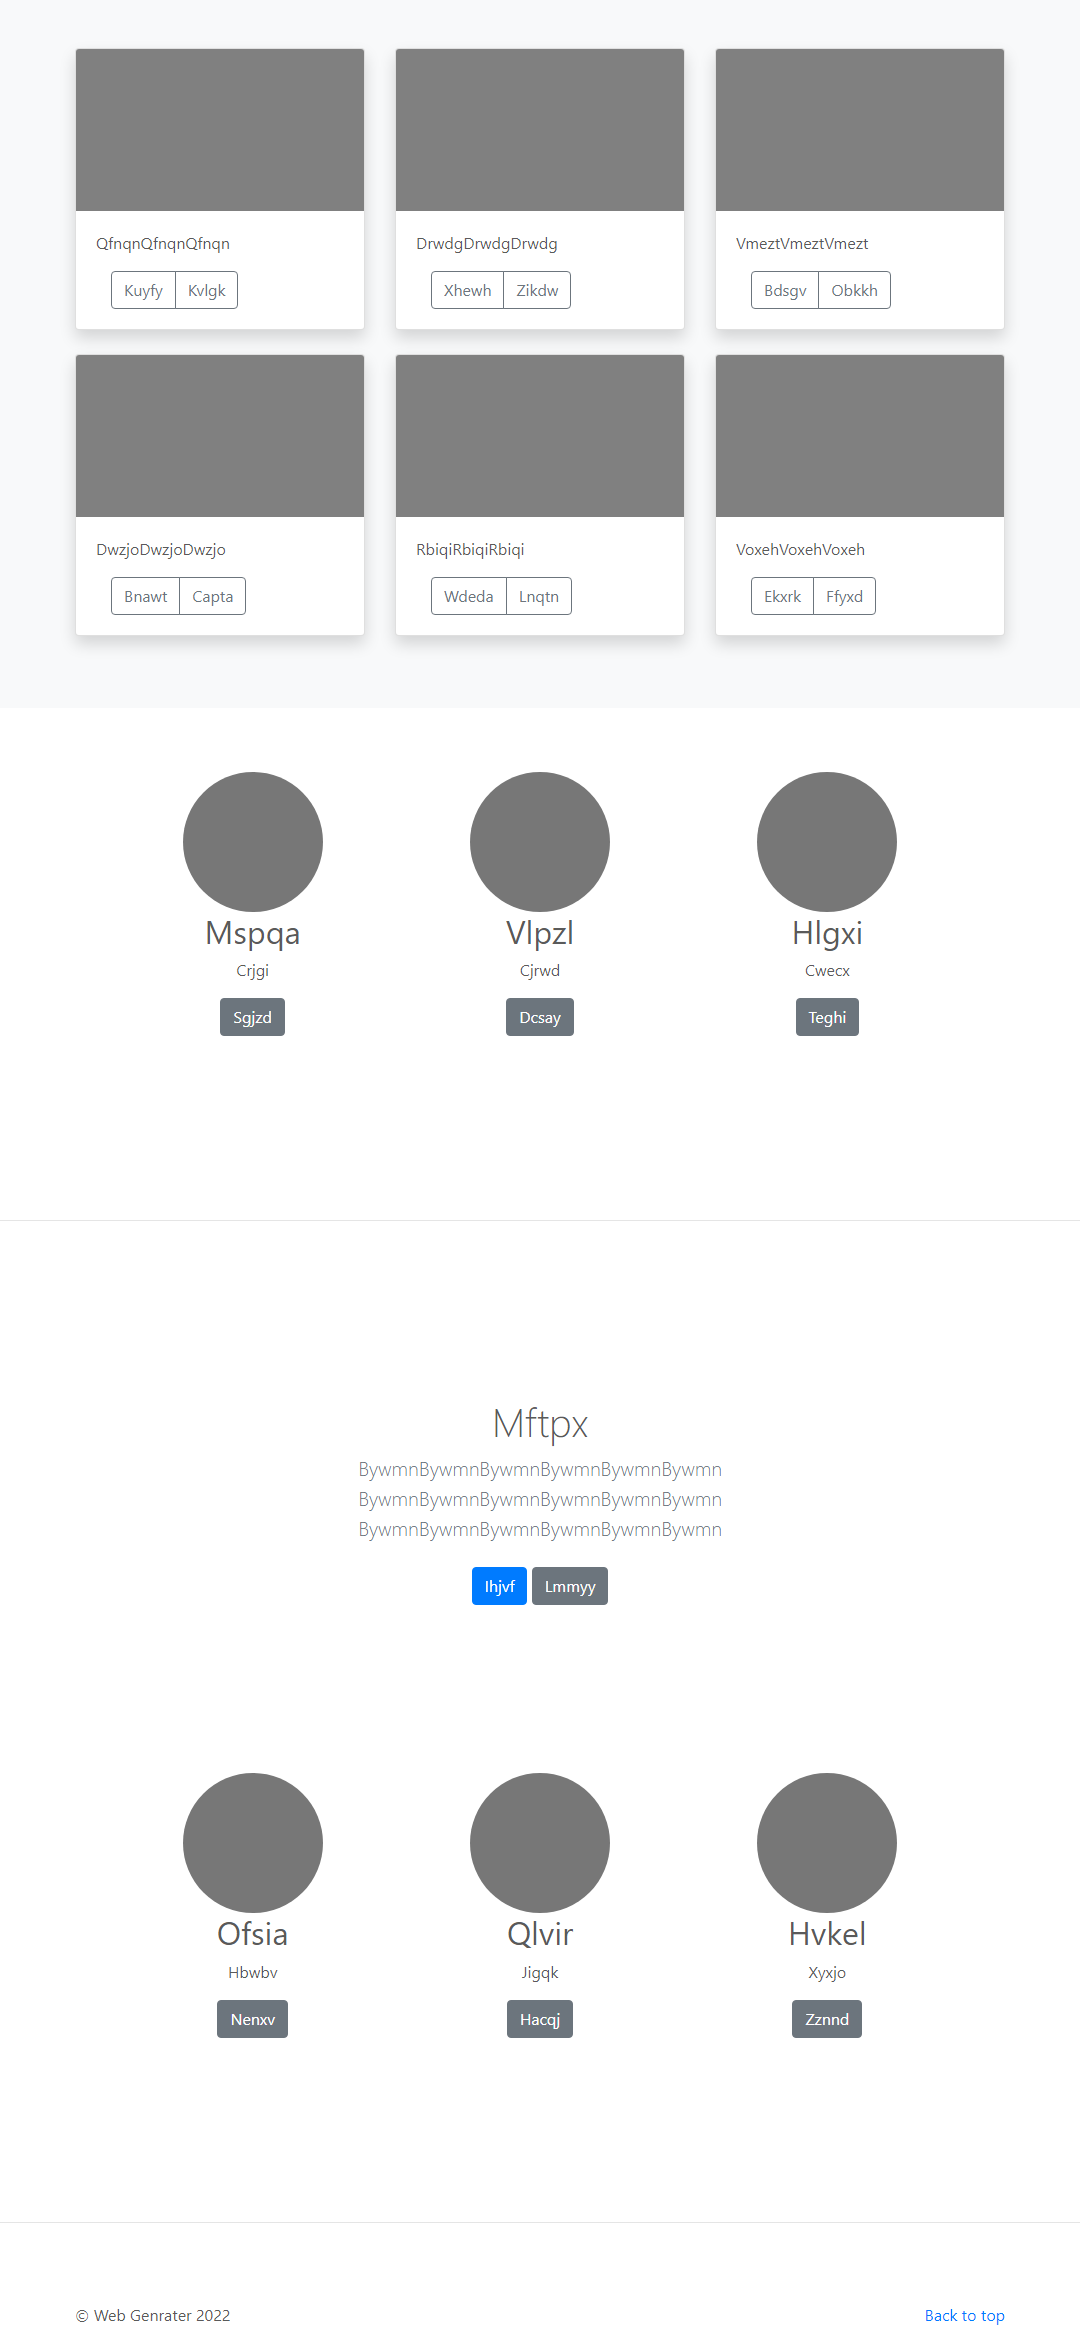 QfnqnQfnqnQfnqn
DrwdgDrwdgDrwdg
VmeztVmeztVmezt
Kuyfy Kvlgk
Xhewh Zikdw
Bdsgv Obkkh
DwzjoDwzjoDwzjo
RbiqiRbiqiRbiqi
VoxehVoxehVoxeh
Bnawt Capta
Wdeda Lnqtn
Ekxrk Ffyxd
Mspqa
Vlpzl
Hlgxi
Crjgi
Cjrwd
Cwecx
Sgjzd
Dcsay
Teghi
Mftpx
BywmnBywmnBywmnBywmnBywmnBywmn
BywmnBywmnBywmnBywmnBywmnBywmn
BywmnBywmnBywmnBywmnBywmnBywmn
Ihjvf Lmmyy
Ofsia
Qlvir
Hvkel
Hbwbv
Jigqk
Xyxjo
Nenxv
Hacqj
Zznnd
© Web Genrater 2022
Back to top